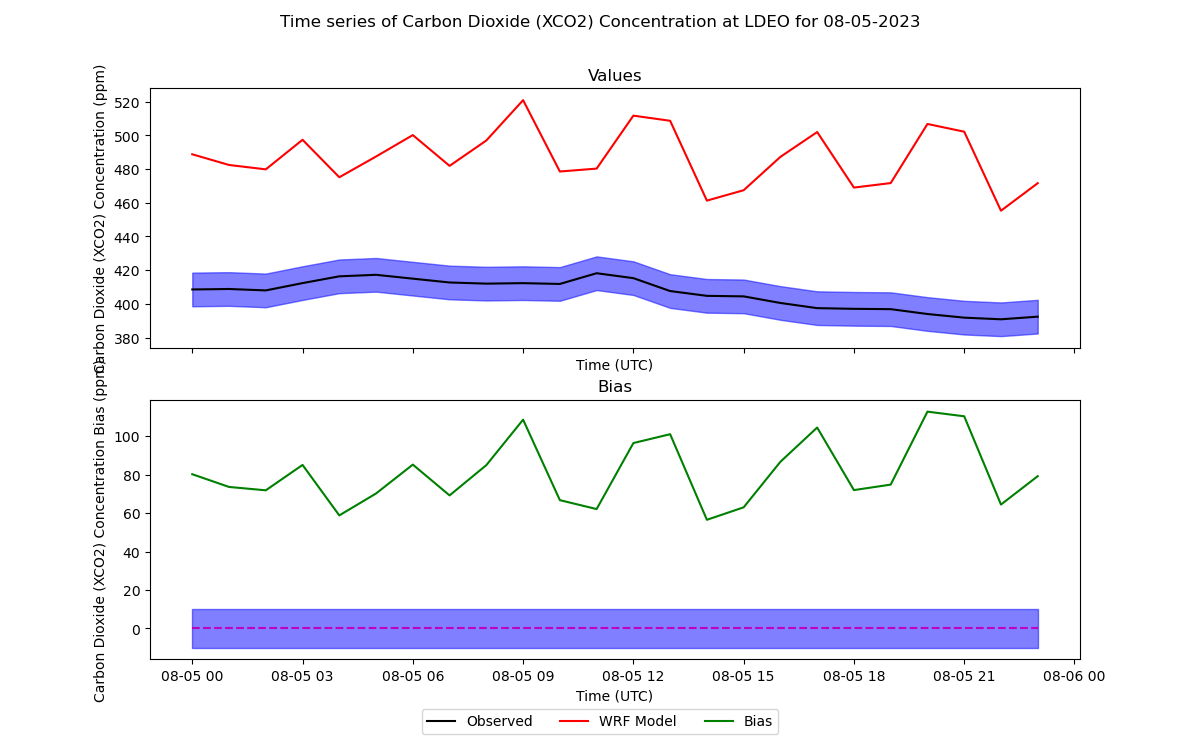 Time series of Carbon Dioxide (XCO2) Concentration at LDEO for 08-05-2023
Values
Carbon Dioxide (XCO2) Concentration (ppm)
520
500
480
460
440
420
400
380
Time (UTC)
Bias
Carbon Dioxide (XCO2) Concentration Bias (ppm)
100
80
60
40
20
0
08-05 00 08-05 03 08-05 06 08-05 09 08-05 12 08-05 15 08-05 18 08-05 21 08-06 00
Time (UTC)
Observed WRF Model Bias